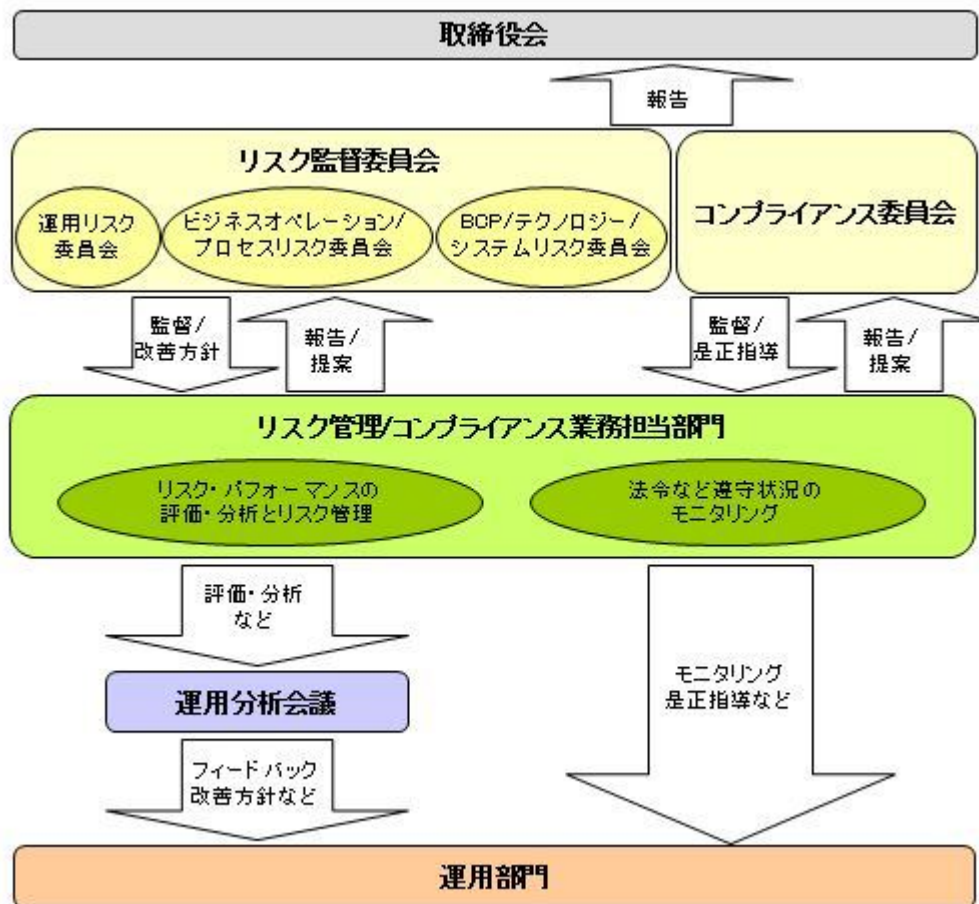 取締役会
報告
リスク監督委員会
運用リスク
委員会
ビジネスオペレーション/
プロセスリスク委員会
BCP/テクノロジー/
システムリスク委員会
コンプライアンス委員会
監督/
改善方針
報告/
提案
監督/
是正指導
報告/
提案
リスク管理/コンプライアンス業務担当部門
リスク・パフォーマンスの
評価・分析とリスク管理
法令など遵守状況の
モニタリング
評価・分析
など
運用分析会議
モニタリング
是正指導など
フィードバック
改善方針など
運用部門